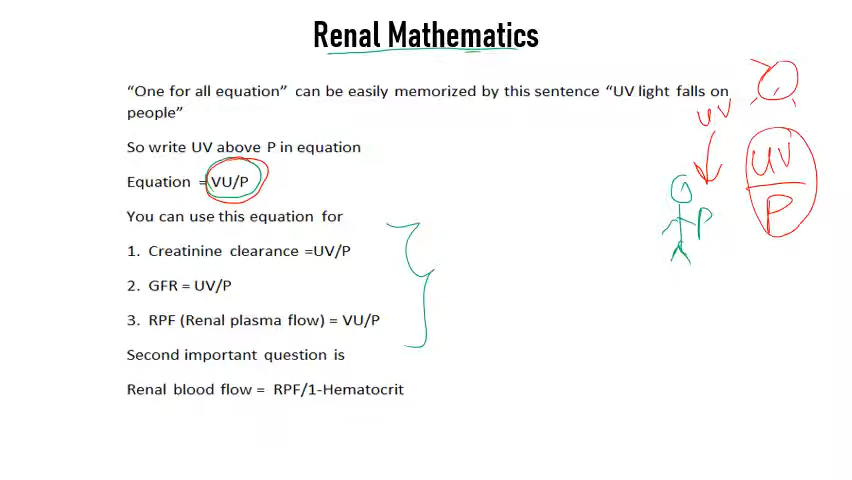 Renal Mathematics
“One for all equation” can be easily memorized by this sentence “UV light falls on
people”
So write UV above P in equation
Equation = VU/P
You can use this equation for
1. Creatinine clearance =UV/P
2. GFR = UV/P
3. RPF (Renal plasma flow) = VU/P
Second important question is
Renal blood flow = RPF/1-Hematocrit
UV
P
UV
P